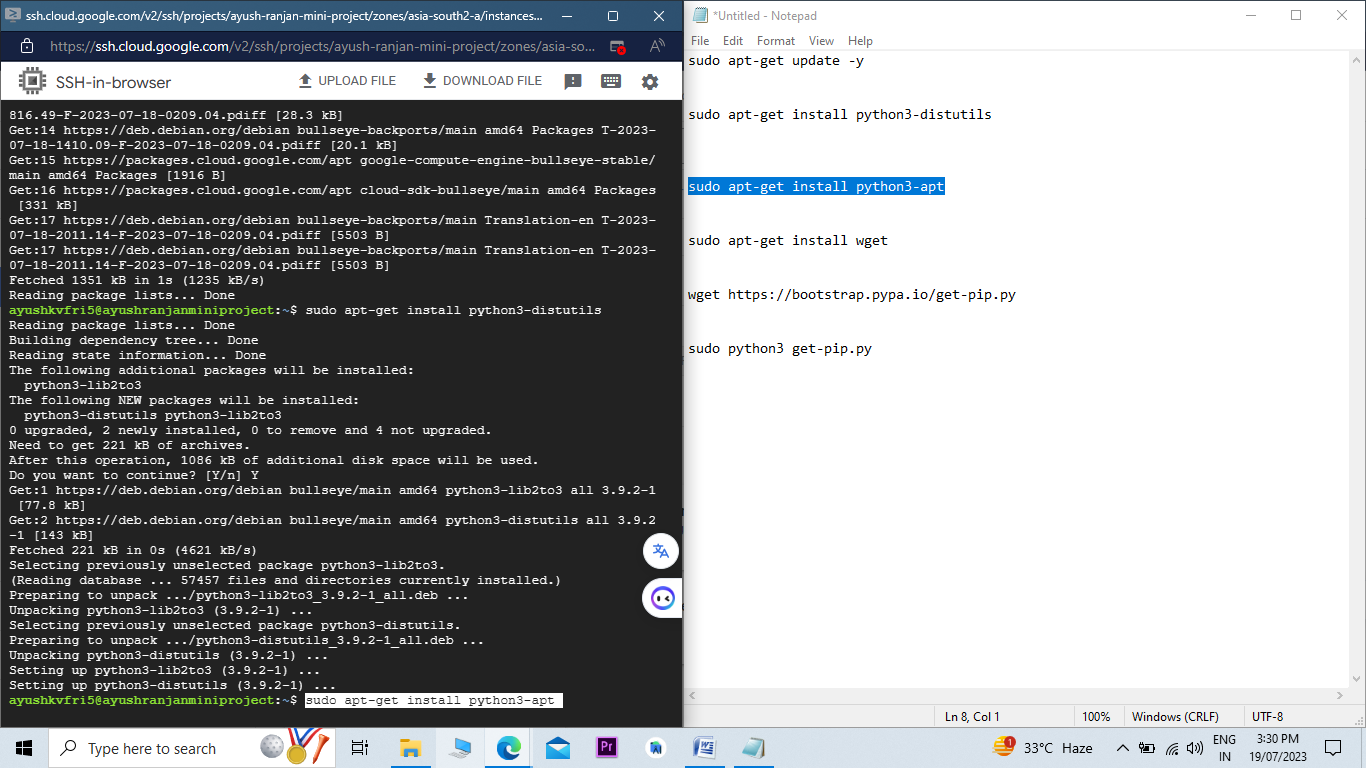 ssh.cloud.google.com/v2/ssh/projects/ayush-ranjan-mini-project/zones/asia-south2-a/instances...
https://ssh.cloud.google.com/v2/ssh/projects/ayush-ranjan-mini-project/zones/asia-so...
SSH-in-browser
UPLOAD FILE
DOWNLOAD FILE
816.49-F-2023-07-18-0209.04.pdiff [28.3 kB]
Get:14 https://deb.debian.org/debian bullseye-backports/main amd64 Packages T-2023-
07-18-1410.09-F-2023-07-18-0209.04.pdiff [20.1 kB]
Get:15 https://packages.cloud.google.com/apt google-compute-engine-bullseye-stable/
main amd64 Packages [1916 B]
Get:16 https://packages.cloud.google.com/apt cloud-sdk-bullseye/main amd64 Packages
[331 kB]
Get:17 https://deb.debian.org/debian bullseye-backports/main Translation-en T-2023-
07-18-2011.14-F-2023-07-18-0209.04.pdiff [5503 B]
Get:17 https://deb.debian.org/debian bullseye-backports/main Translation-en T-2023-
07-18-2011.14-F-2023-07-18-0209.04.pdiff [5503 B]
Fetched 1351 kB in 1s (1235 kB/s)
Reading package lists... Done
ayushkvfri5@ayushranjanminiproject:~$ sudo apt-get install python3-distutils
Reading package lists... Done
Building dependency tree... Done
Reading state information... Done
The following additional packages will be installed:
python3-lib2to3
The following NEW packages will be installed:
python3-distutils python3-lib2to3
0 upgraded, 2 newly installed, 0 to remove and 4 not upgraded.
Need to get 221 kB of archives.
After this operation, 1086 kB of additional disk space will be used.
Do you want to continue? [Y/n] Y
Get:1 https://deb.debian.org/debian bullseye/main amd64 python3-lib2to3 all 3.9.2-1
[77.8 kB]
Get:2 https://deb.debian.org/debian bullseye/main amd64 python3-distutils all 3.9.2
-1 [143 kB]
Fetched 221 kB in 0s (4621 kB/s)
Selecting previously unselected package python3-lib2to3.
(Reading database ... 57457 files and directories currently installed.)
Preparing to unpack .../python3-lib2to3_3.9.2-1_all.deb ...
Unpacking python3-lib2to3 (3.9.2-1) ...
Selecting previously unselected package python3-distutils.
Preparing to unpack .../python3-distutils_3.9.2-1_all.deb ...
Unpacking python3-distutils (3.9.2-1) ...
Setting up python3-lib2to3 (3.9.2-1) ...
Setting up python3-distutils (3.9.2-1) ...
ayushkvfri5@ayushranjanminiproject:~$ sudo apt-get install python3-apt
*Untitled - Notepad
File Edit Format View Help
sudo apt-get update -y
sudo apt-get install python3-distutils
sudo apt-get install python3-apt
sudo apt-get install wget
wget https://bootstrap.pypa.io/get-pip.py
sudo python3 get-pip.py
Ln 8, Col 1
100%
Windows (CRLF)
UTF-8
Type here to search
Pr
W
1
33°C Haze
ENG
IN
3:30 PM
19/07/2023